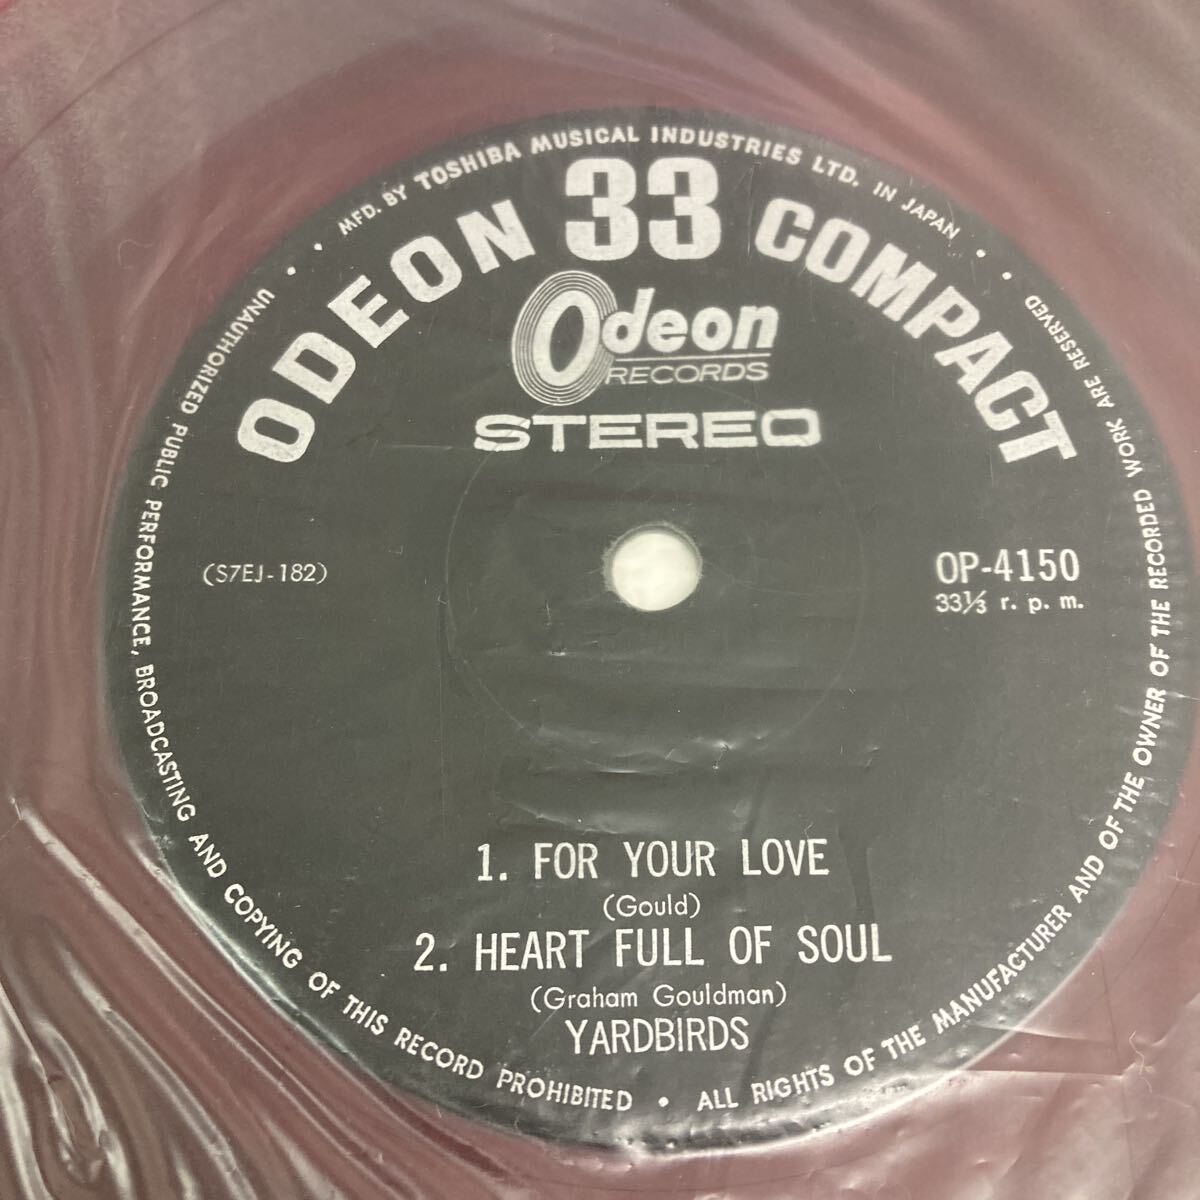 MFD. BY TOSHIBA MUSICAL INDUSTRIES LTD. IN JAPAN
ODEON 33 COMPACT
Odeon
RECORDS
STEREO
(S7EJ-182)
OP-4150
33⅓ r. p. m.
1. FOR YOUR LOVE
(Gould)
2. HEART FULL OF SOUL
(Graham Gouldman)
YARDBIRDS
UNAUTHORIZED PUBLIC PERFORMANCE, BROADCASTING AND COPYING OF THIS RECORD PROHIBITED • ALL RIGHTS OF THE MANUFACTURER AND OF THE OWNER OF THE RECORDED WORK ARE RESERVED